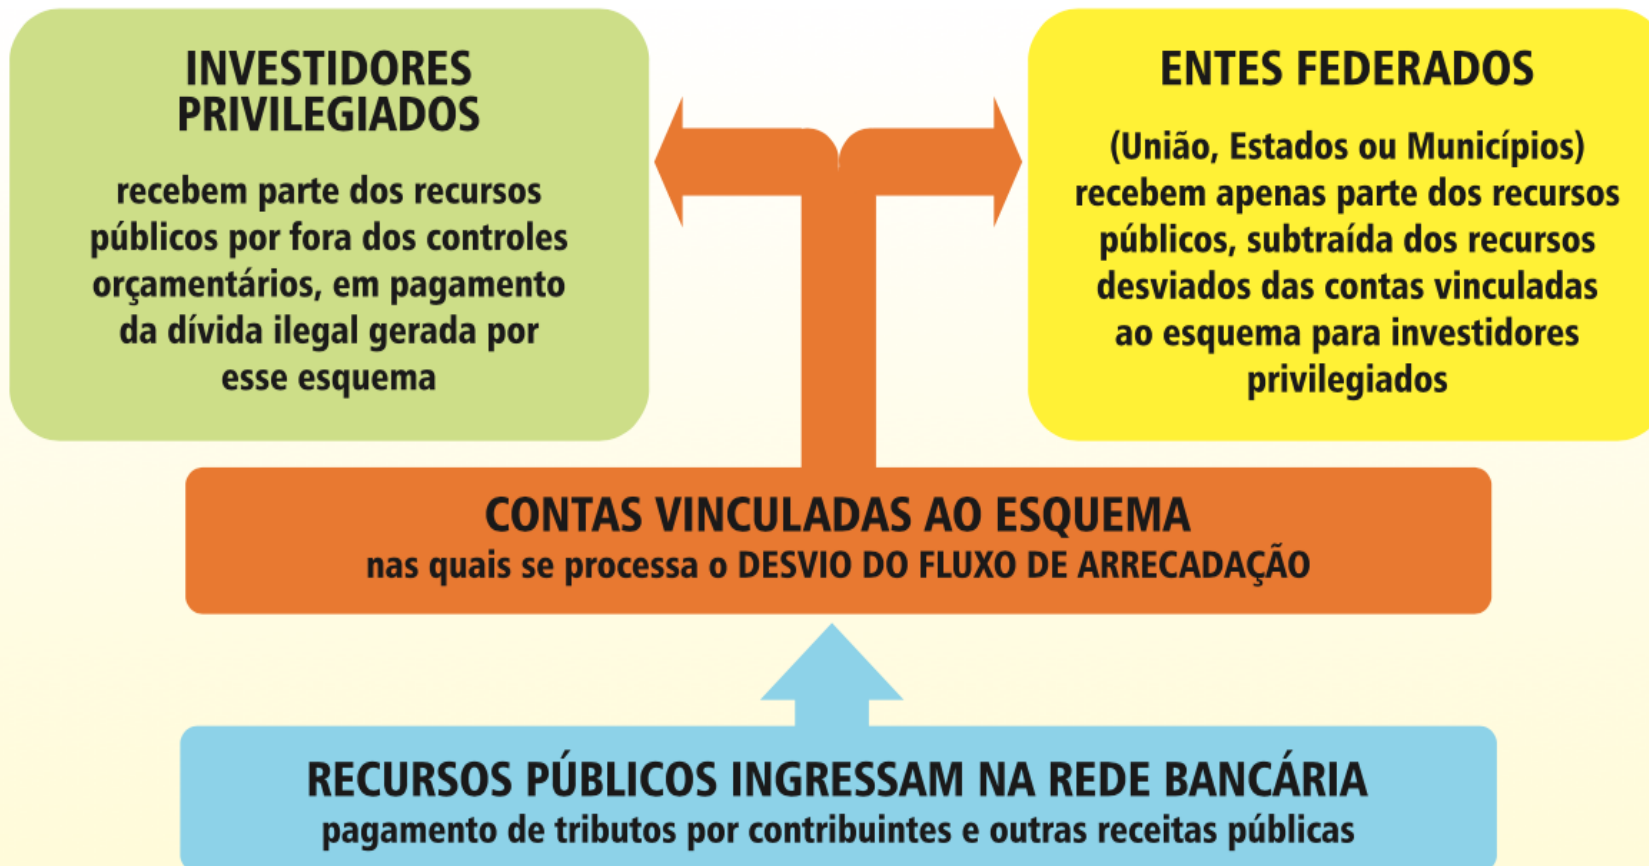 INVESTIDORES
PRIVILEGIADOS
recebem parte dos recursos
públicos por fora dos controles
orçamentários, em pagamento
da dívida ilegal gerada por
esse esquema
ENTES FEDERADOS
(União, Estados ou Municípios)
recebem apenas parte dos recursos
públicos, subtraída dos recursos
desviados das contas vinculadas
ao esquema para investidores
privilegiados
CONTAS VINCULADAS AO ESQUEMA
nas quais se processa o DESVIO DO FLUXO DE ARRECADAÇÃO
RECURSOS PÚBLICOS INGRESSAM NA REDE BANCÁRIA
pagamento de tributos por contribuintes e outras receitas públicas